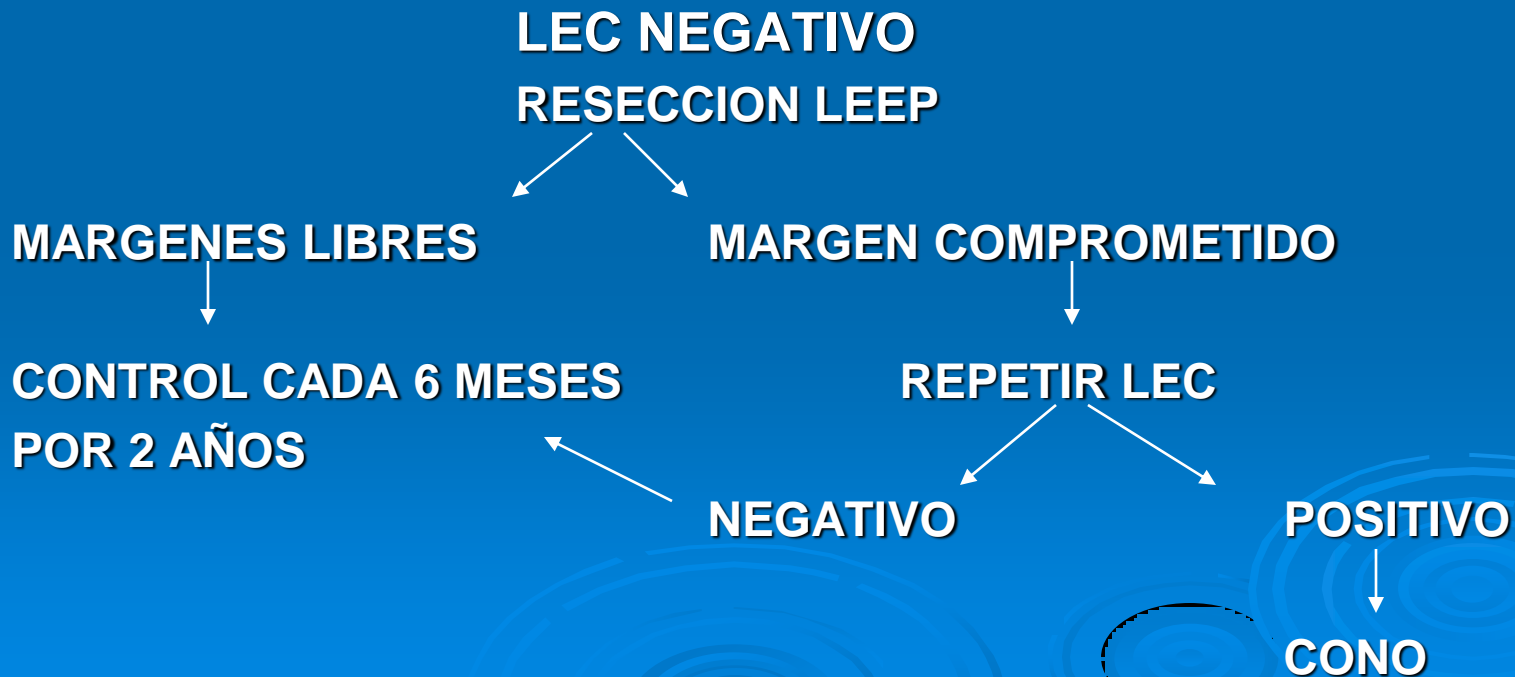 LEC NEGATIVO
RESECCION LEEP
MARGENES LIBRES
MARGEN COMPROMETIDO
CONTROL CADA 6 MESES
POR 2 AÑOS
REPETIR LEC
NEGATIVO
POSITIVO
CONO